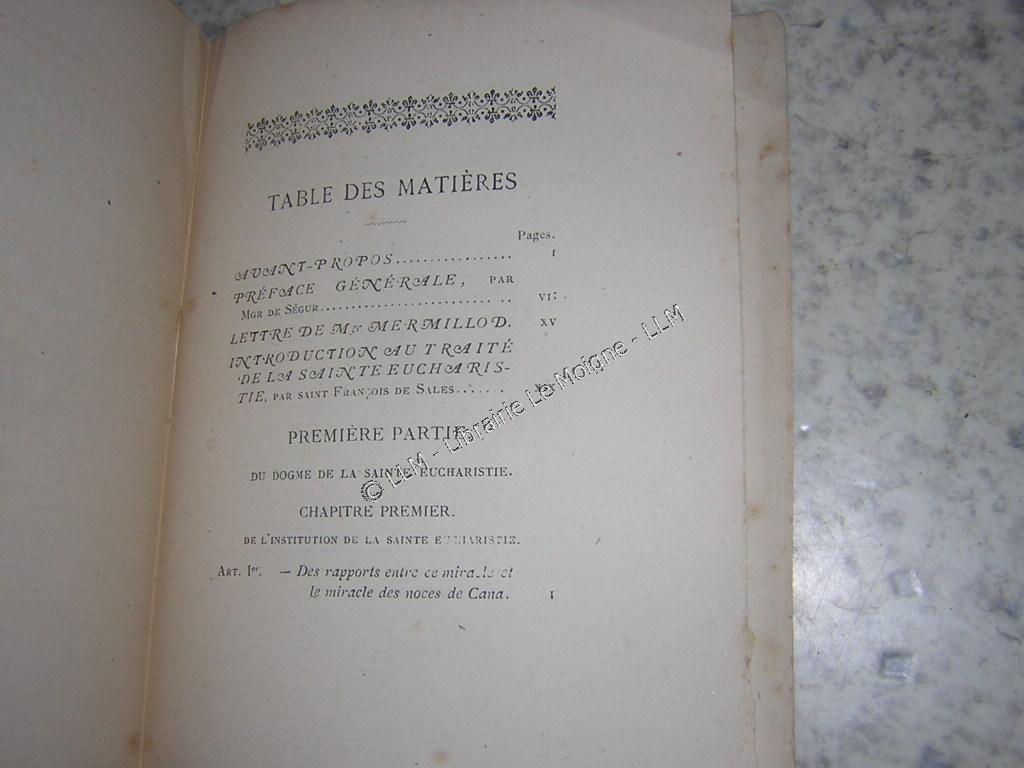 TABLE DES MATIÈRES
Pages.
AVANT-PROPOS................ I
PRÉFACE GÉNÉRALE, PAR
MGR DE SÉGUR........................... VI
LETTRE DE Mgr MERMILLOD. XV
INTRODUCTION AU TRAITÉ
DE LA SAINTE EUCHARIS-
TIE, PAR SAINT FRANÇOIS DE SALES......
PREMIÈRE PARTIE
DU DOGME DE LA SAINTE EUCHARISTIE.
CHAPITRE PREMIER.
DE L'INSTITUTION DE LA SAINTE EUCHARISTIE.
ART. Ier. — Des rapports entre ce miracle et
le miracle des noces de Cana. I
© LLM - Librairie Le Moigne - LLM